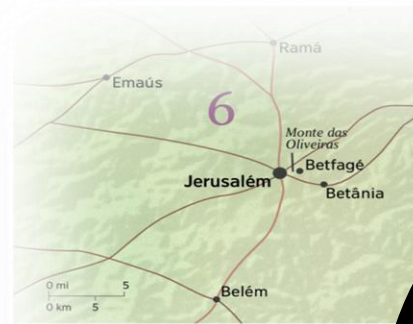 Ramá
Emaús
6
Monte das
Oliveiras
Betfagé
Jerusalém
Betânia
Belém
0 mi 5
0 km 5